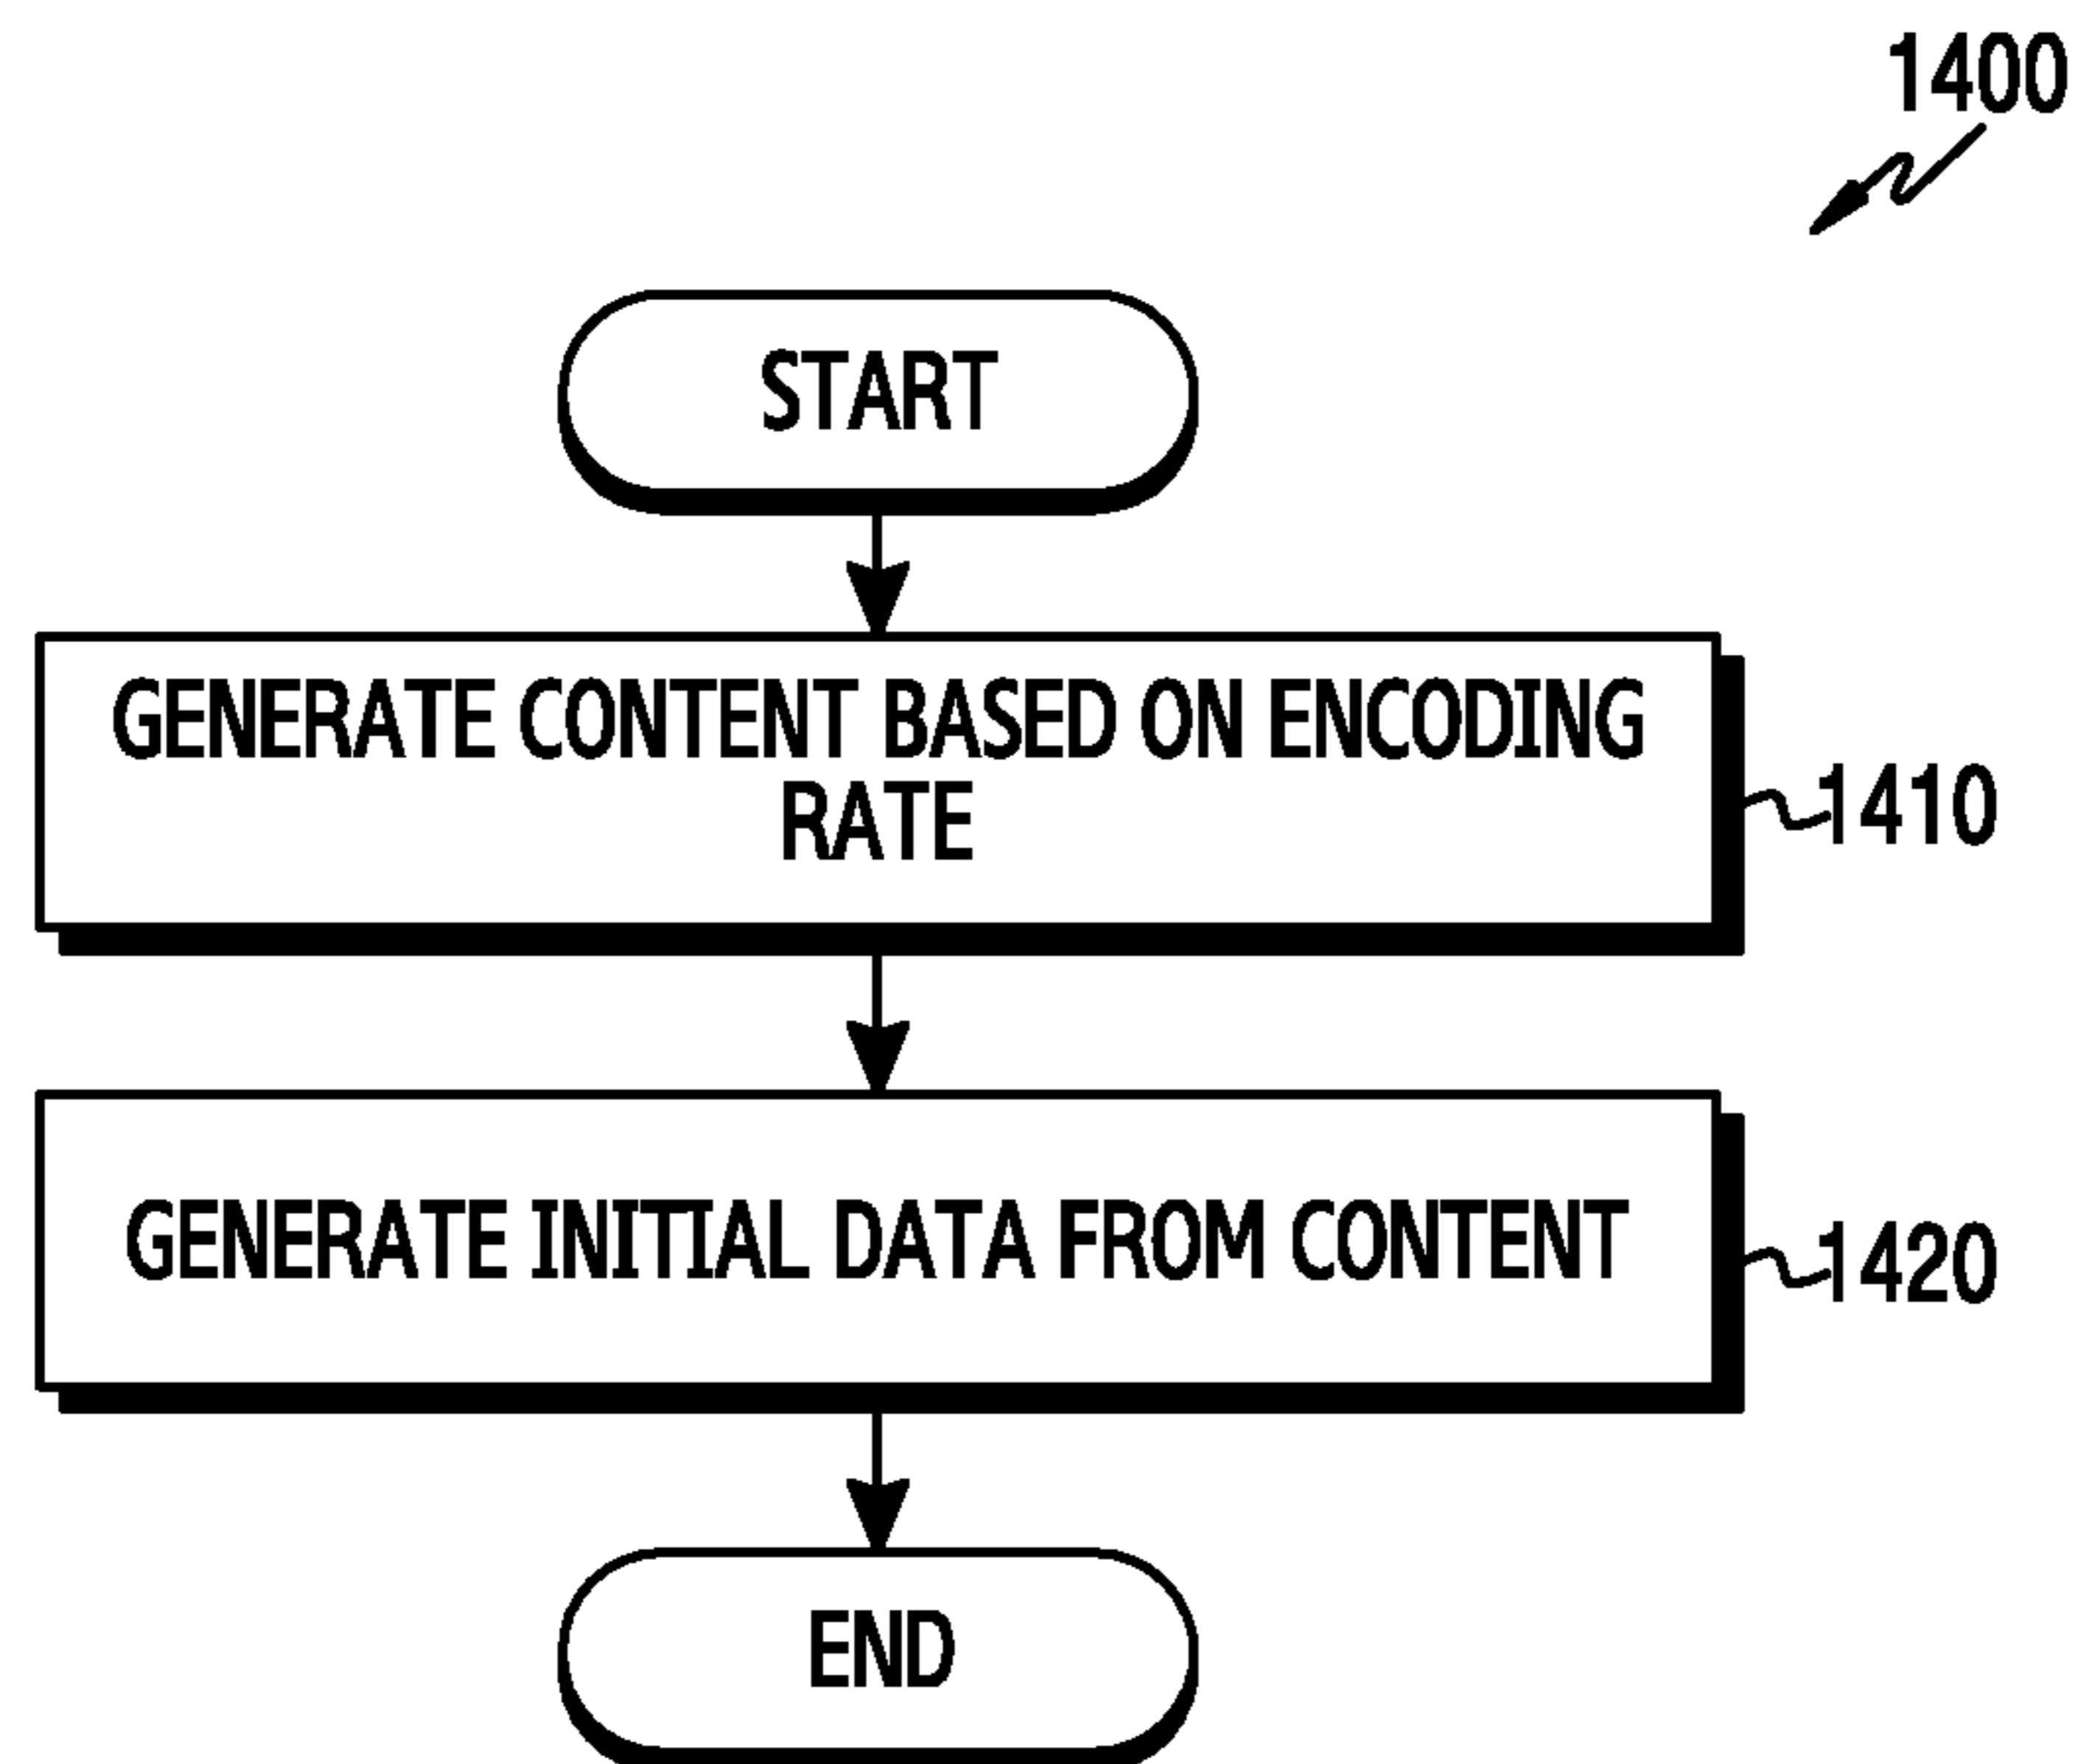 1400
START
GENERATE CONTENT BASED ON ENCODING
RATE
1410
GENERATE INITIAL DATA FROM CONTENT
1420
END